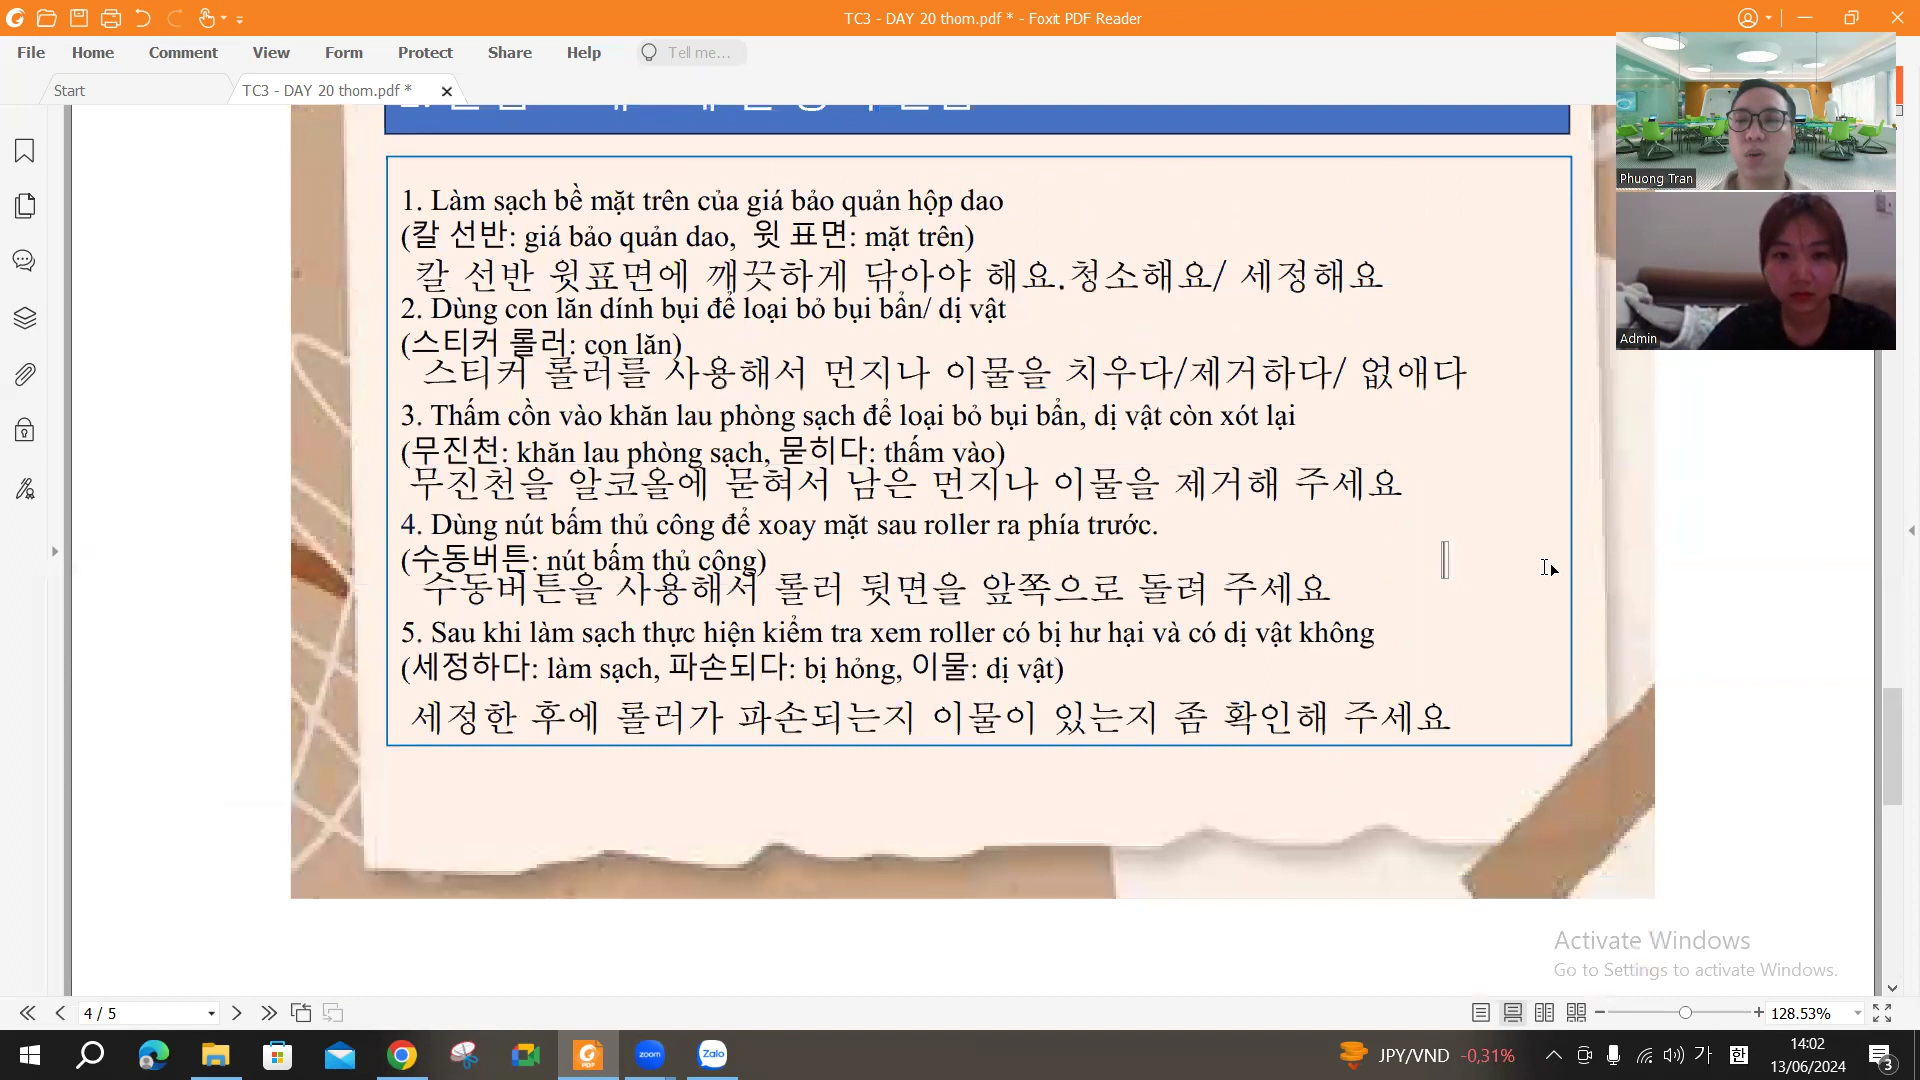 TC3 - DAY 20 thom.pdf * - Foxit PDF Reader
File Home Comment View Form Protect Share Help Tell me...
Start TC3 - DAY 20 thom.pdf *
1. Làm sạch bề mặt trên của giá bảo quản hộp dao
(칼 선반: giá bảo quản dao, 윗 표면: mặt trên)
칼 선반 윗표면에 깨끗하게 닦아야 해요.청소해요/ 세정해요
2. Dùng con lăn dính bụi để loại bỏ bụi bẩn/ dị vật
(스티커 롤러: con lăn)
스티커 롤러를 사용해서 먼지나 이물을 치우다/제거하다/ 없애다
3. Thấm cồn vào khăn lau phòng sạch để loại bỏ bụi bẩn, dị vật còn xót lại
(무진천: khăn lau phòng sạch, 묻히다: thấm vào)
무진천을 알코올에 묻혀서 남은 먼지나 이물을 제거해 주세요
4. Dùng nút bấm thủ công để xoay mặt sau roller ra phía trước.
(수동버튼: nút bấm thủ công)
수동버튼을 사용해서 롤러 뒷면을 앞쪽으로 돌려 주세요
5. Sau khi làm sạch thực hiện kiểm tra xem roller có bị hư hại và có dị vật không
(세정하다: làm sạch, 파손되다: bị hỏng, 이물: dị vật)
세정한 후에 롤러가 파손되는지 이물이 있는지 좀 확인해 주세요
Phuong Tran
Admin
Activate Windows
Go to Settings to activate Windows.
4 / 5
128.53%
zoom
Zalo
PDF
JPY/VND -0,31%
가 한
14:02
13/06/2024
3